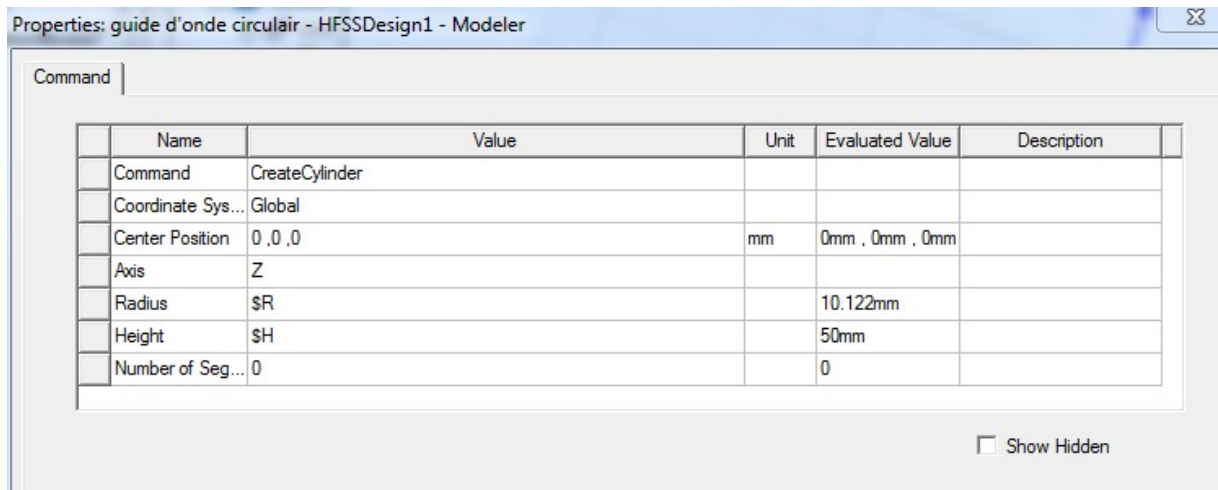 Properties: guide d'onde circulair - HFSSDesign1 - Modeler
Command
Name Value Unit Evaluated Value Description
Command CreateCylinder
Coordinate Sys... Global
Center Position 0 ,0 ,0 mm 0mm , 0mm , 0mm
Axis Z
Radius $R 10.122mm
Height $H 50mm
Number of Seg... 0 0
Show Hidden